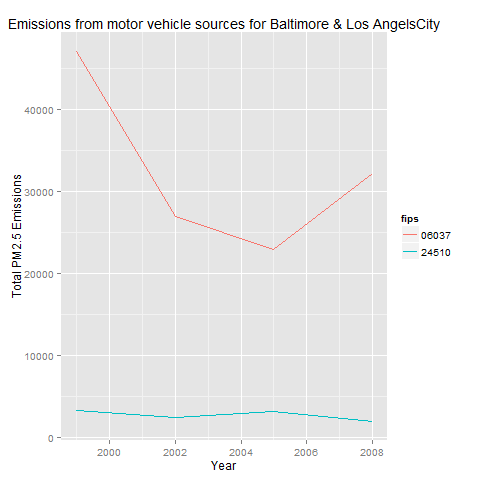 Emissions from motor vehicle sources for Baltimore & Los AngelsCity
Total PM2.5 Emissions
40000
30000
20000
10000
0
2000 2002 2004 2006 2008
Year
fips
06037
24510